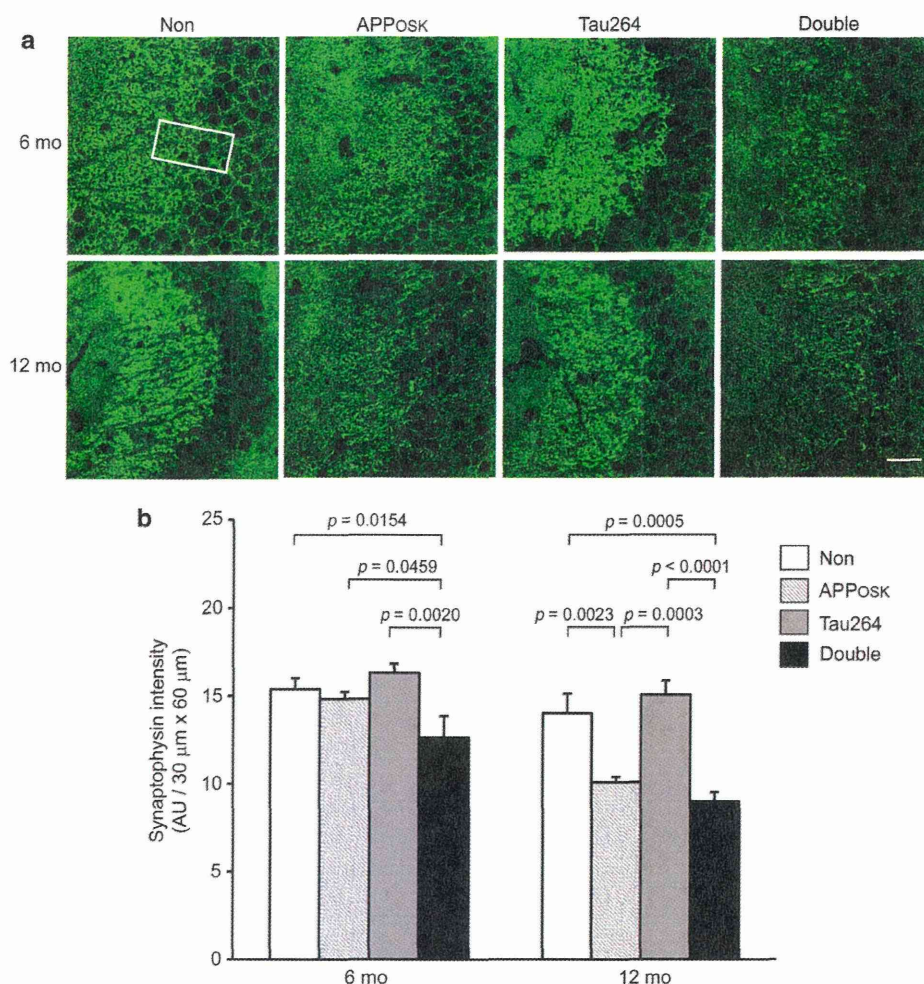 a
Non APPOSK Tau264 Double
6 mo
12 mo
b
Synaptophysin intensity
(AU / 30 µm x 60 µm)
25
20
15
10
5
0
p = 0.0154
p = 0.0459
p = 0.0020
p = 0.0005
p < 0.0001
p = 0.0023 p = 0.0003
Non
APPOSK
Tau264
Double
6 mo 12 mo